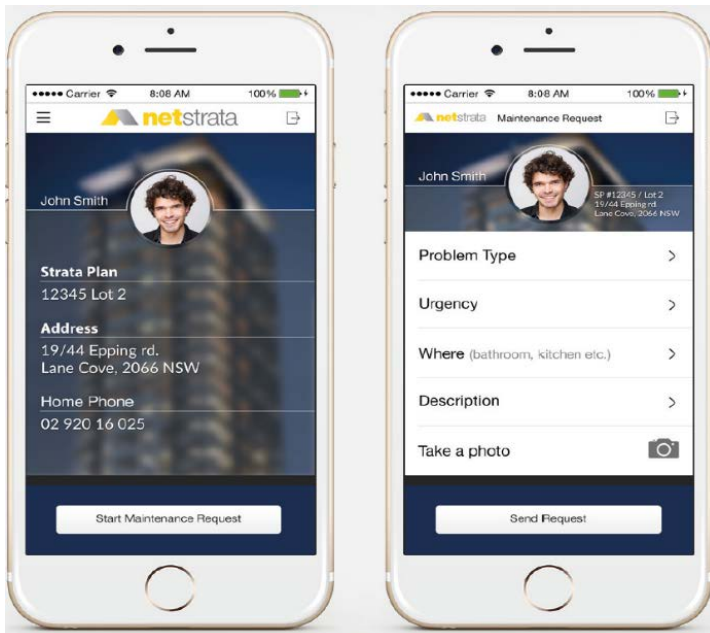 Carrier 8:08 AM 100%
netstrata
John Smith
Strata Plan
12345 Lot 2
Address
19/44 Epping rd.
Lane Cove, 2066 NSW
Home Phone
02 920 16 025
Start Maintenance Request
Carrier 8:08 AM 100%
netstrata Maintenance Request
John Smith
SP #12345 / Lot 2
19/44 Epping rd
Lane Cove, 2066 NSW
Problem Type
Urgency
Where (bathroom, kitchen etc.)
Description
Take a photo
Send Request